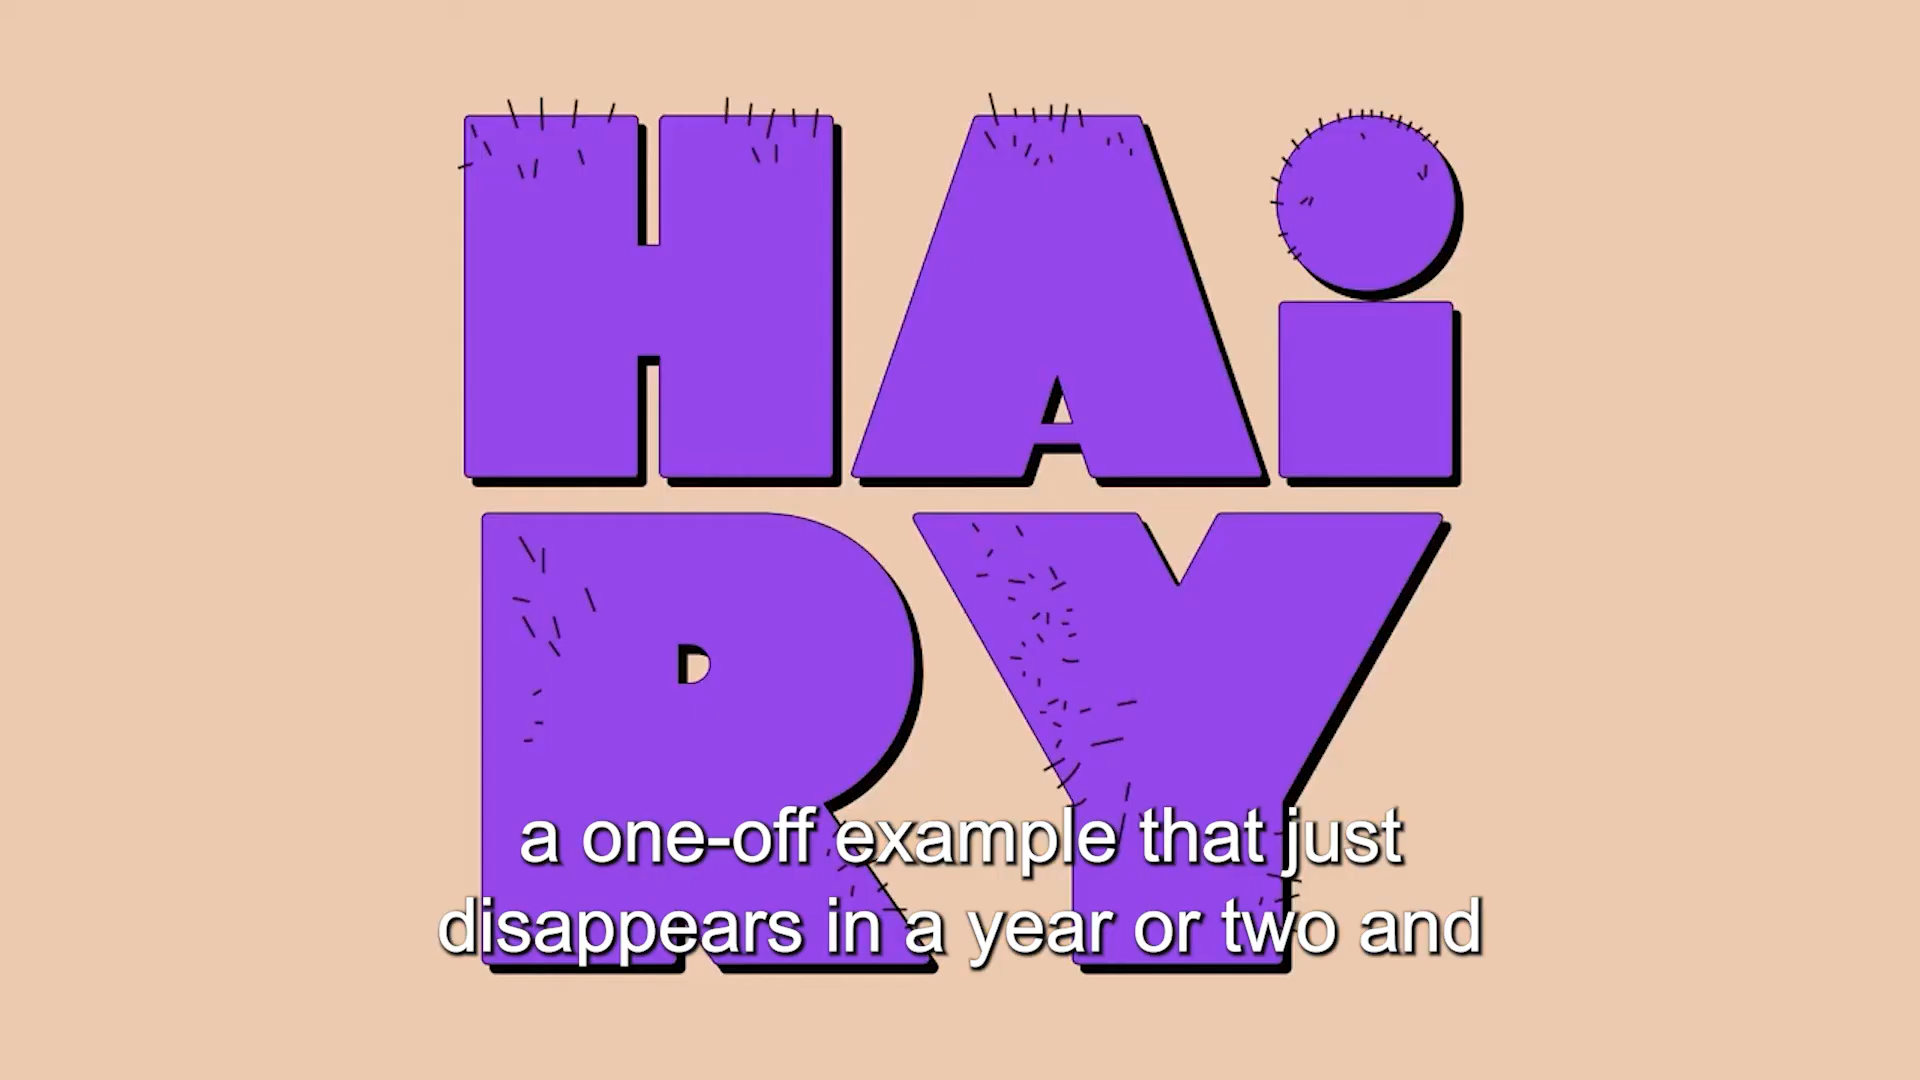 HAi
RY
a one-off example that just
disappears in a year or two and